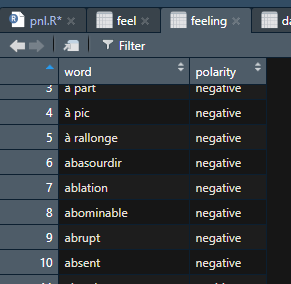 pnl.R* feel feeling da
Filter
word polarity
3 à part negative
4 à pic negative
5 à rallonge negative
6 abasourdir negative
7 ablation negative
8 abominable negative
9 abrupt negative
10 absent negative